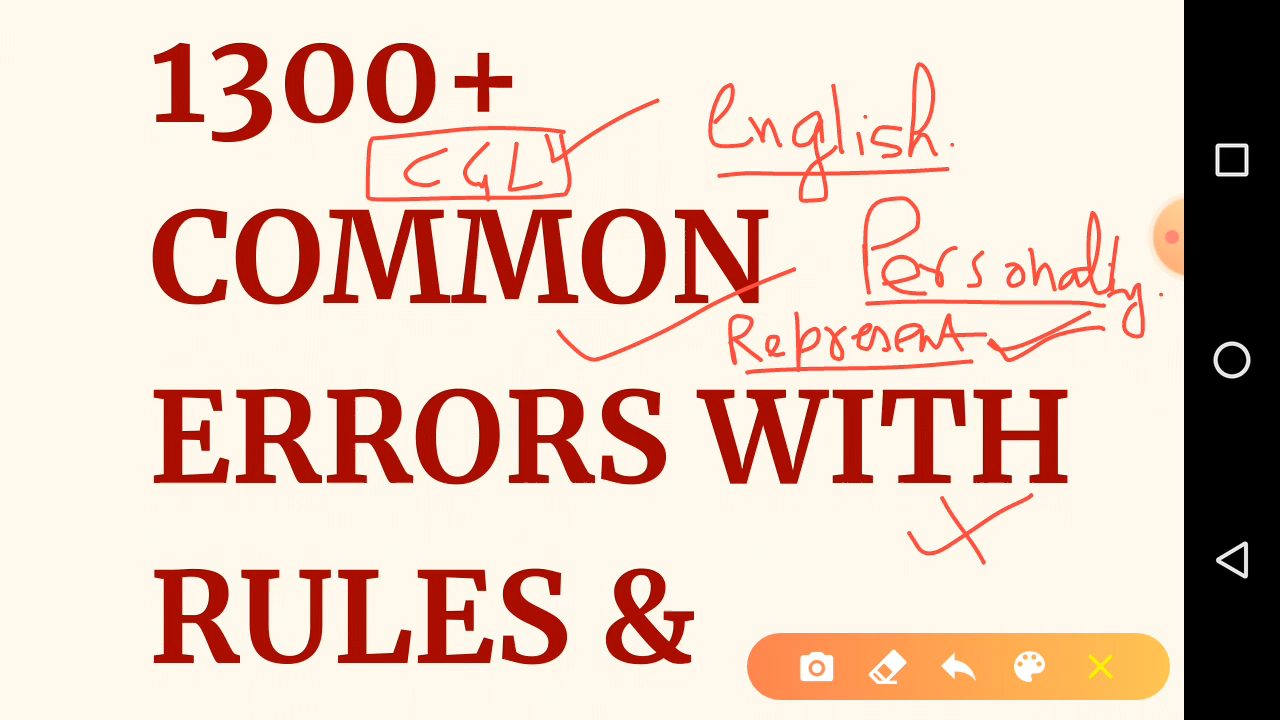 1300+
CGL
English.
COMMON
Personality.
Represent
ERRORS WITH
RULES &